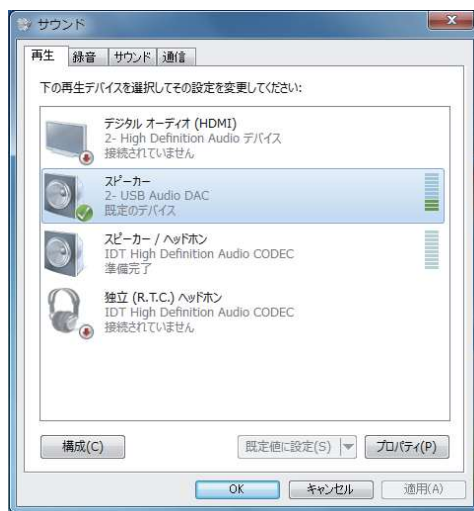 サウンド
再生 録音 サウンド 通信
下の再生デバイスを選択してその設定を変更してください:
デジタル オーディオ (HDMI)
2- High Definition Audio デバイス
接続されていません
スピーカー
2- USB Audio DAC
既定のデバイス
スピーカー / ヘッドホン
IDT High Definition Audio CODEC
準備完了
独立 (R.T.C.) ヘッドホン
IDT High Definition Audio CODEC
接続されていません
構成(C) 既定値に設定(S) プロパティ(P)
OK キャンセル 適用(A)